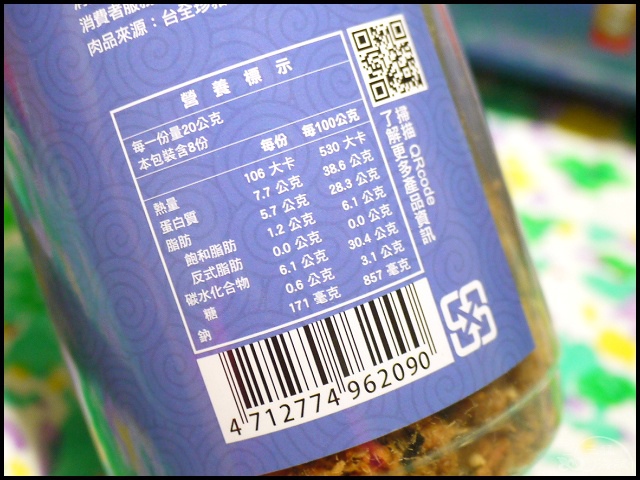 消費者服務
肉品來源：台全珍
營養標示
每一份量20公克
本包裝含8份
每份 每100公克
熱量 106 大卡 530 大卡
蛋白質 7.7 公克 38.6 公克
脂肪 5.7 公克 28.3 公克
飽和脂肪 1.2 公克 6.1 公克
反式脂肪 0.0 公克 0.0 公克
碳水化合物 6.1 公克 30.4 公克
糖 0.6 公克 3.1 公克
鈉 171 毫克 857 毫克
掃描 QRcode
了解更多產品資訊
4 712774 962090